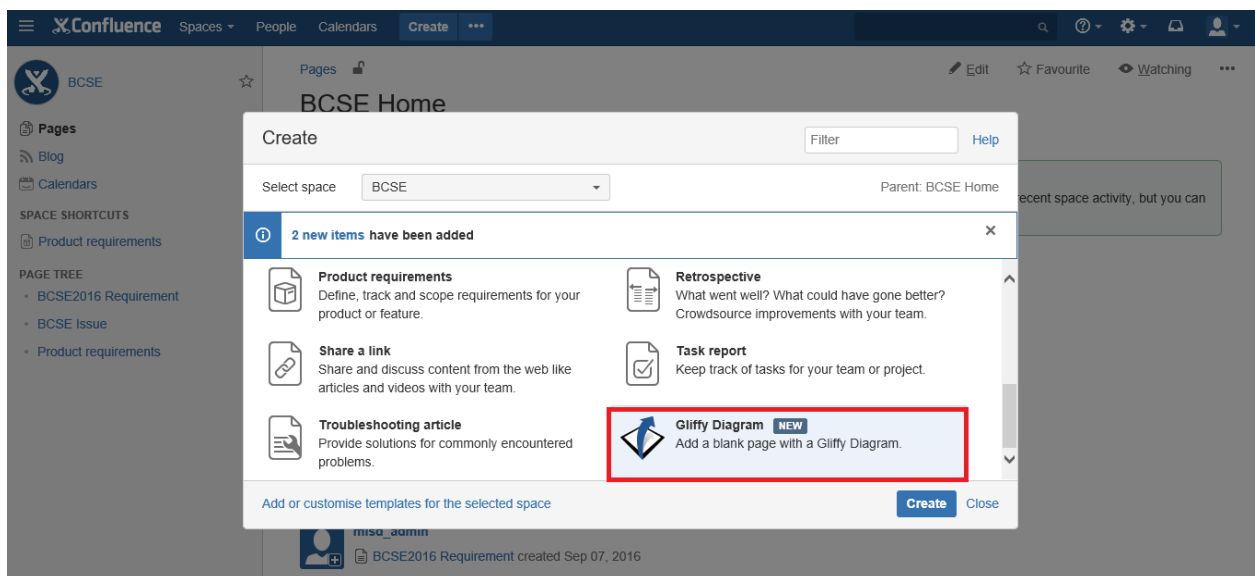 Confluence Spaces People Calendars Create
BCSE
Pages
Blog
Calendars
SPACE SHORTCUTS
Product requirements
PAGE TREE
BCSE2016 Requirement
BCSE Issue
Product requirements
Pages
Edit Favourite Watching
BCSE Home
Create
Filter
Help
Select space BCSE Parent: BCSE Home
recent space activity, but you can
2 new items have been added
Product requirements
Define, track and scope requirements for your
product or feature.
Retrospective
What went well? What could have gone better?
Crowdsource improvements with your team.
Share a link
Share and discuss content from the web like
articles and videos with your team.
Task report
Keep track of tasks for your team or project.
Troubleshooting article
Provide solutions for commonly encountered
problems.
Gliffy Diagram NEW
Add a blank page with a Gliffy Diagram.
Add or customise templates for the selected space
Create Close
misd_admin
BCSE2016 Requirement created Sep 07, 2016